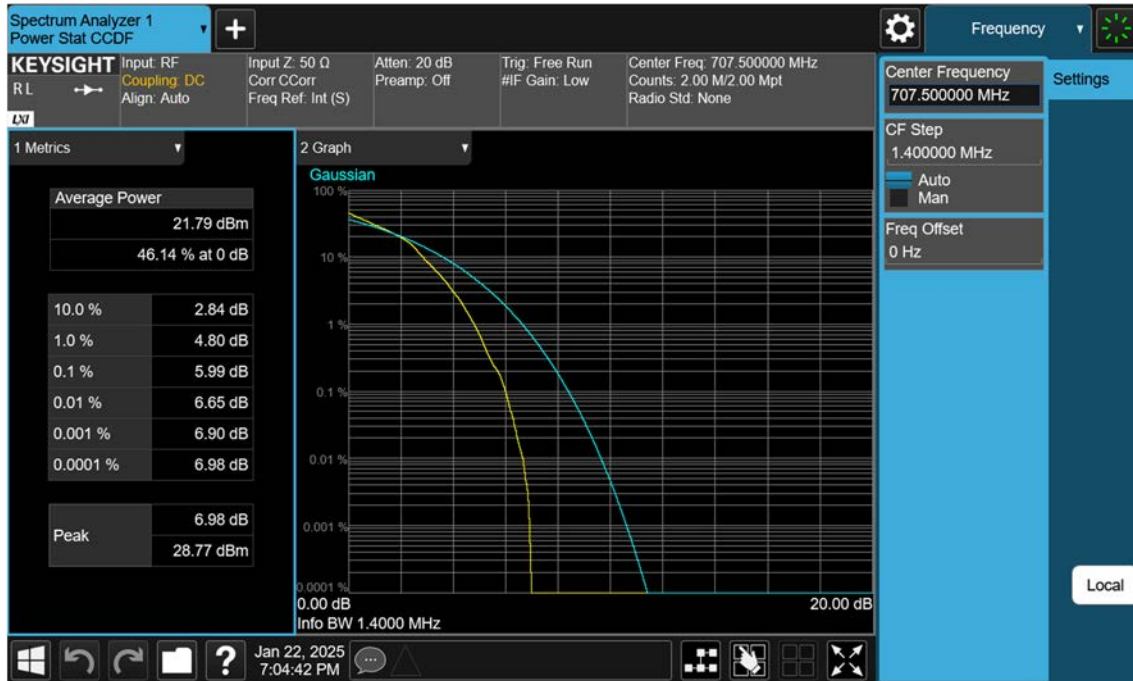 Spectrum Analyzer 1
Power Stat CCDF
Frequency
KEYSIGHT
R L
LXI
Input: RF
Coupling: DC
Align: Auto
Input Z: 50 Ω
Corr CCorr
Freq Ref: Int (S)
Atten: 20 dB
Preamp: Off
Trig: Free Run
#IF Gain: Low
Center Freq: 707.500000 MHz
Counts: 2.00 M/2.00 Mpt
Radio Std: None
Center Frequency
707.500000 MHz
Settings
CF Step
1.400000 MHz
Auto
Man
Freq Offset
0 Hz
Local
1 Metrics
Average Power
21.79 dBm
46.14 % at 0 dB
10.0 % 2.84 dB
1.0 % 4.80 dB
0.1 % 5.99 dB
0.01 % 6.65 dB
0.001 % 6.90 dB
0.0001 % 6.98 dB
Peak 6.98 dB
28.77 dBm
2 Graph
Gaussian
100 %
10 %
1 %
0.1 %
0.01 %
0.001 %
0.0001 %
0.00 dB 20.00 dB
Info BW 1.4000 MHz
?
Jan 22, 2025
7:04:42 PM